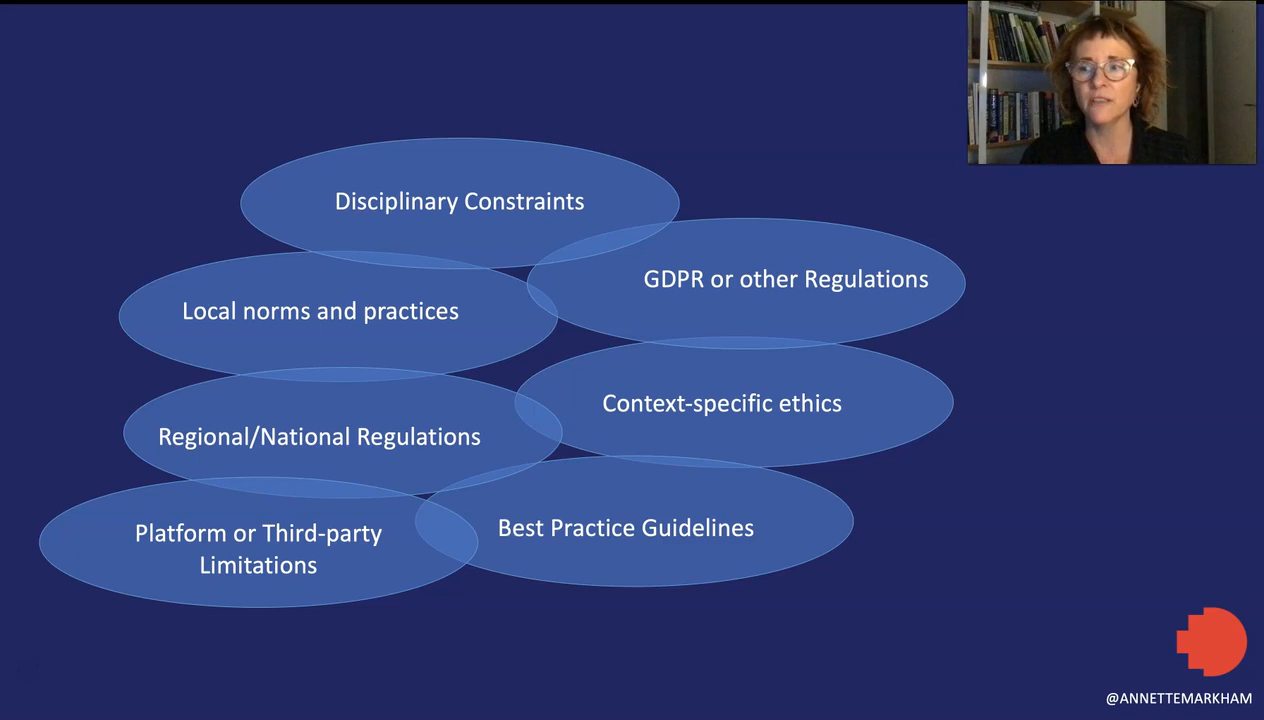 Disciplinary Constraints
GDPR or other Regulations
Local norms and practices
Context-specific ethics
Regional/National Regulations
Best Practice Guidelines
Platform or Third-party
Limitations
@ANNETTEMARKHAM